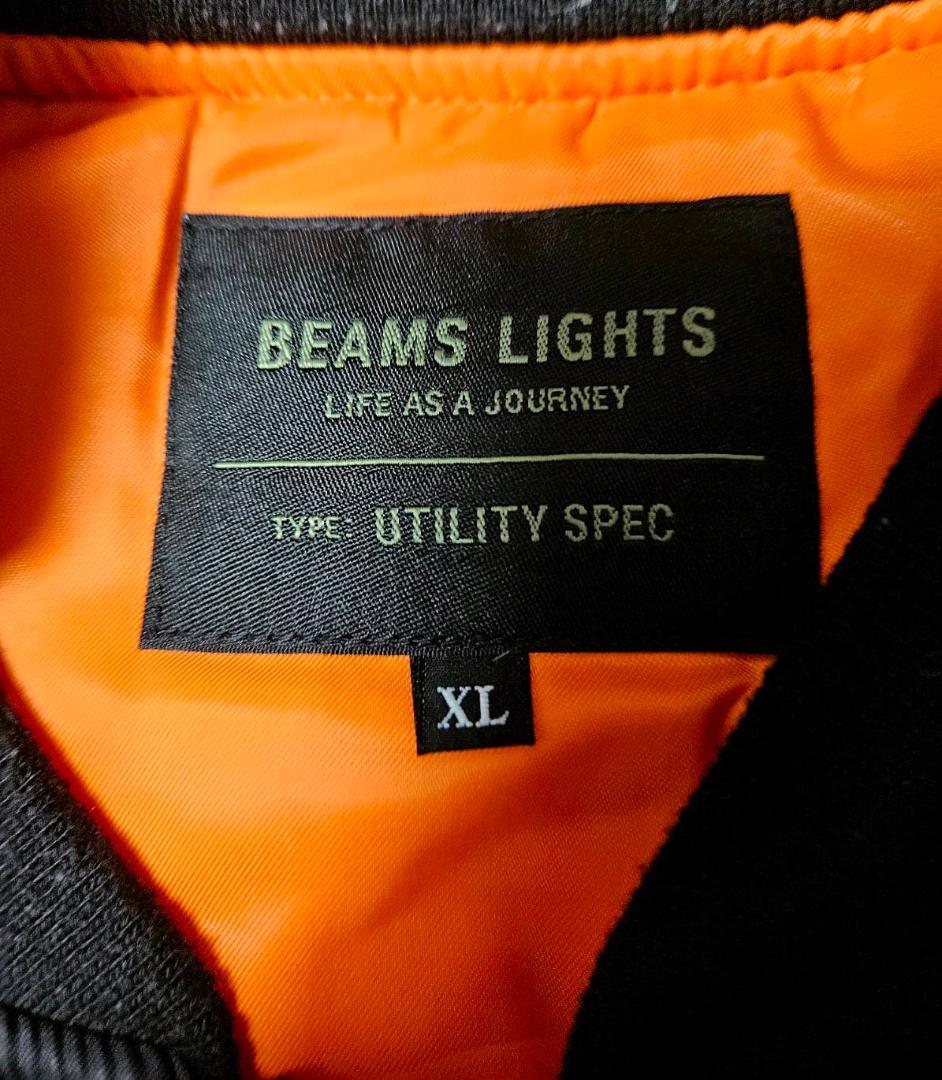 BEAMS LIGHTS
LIFE AS A JOURNEY
TYPE: UTILITY SPEC
XL